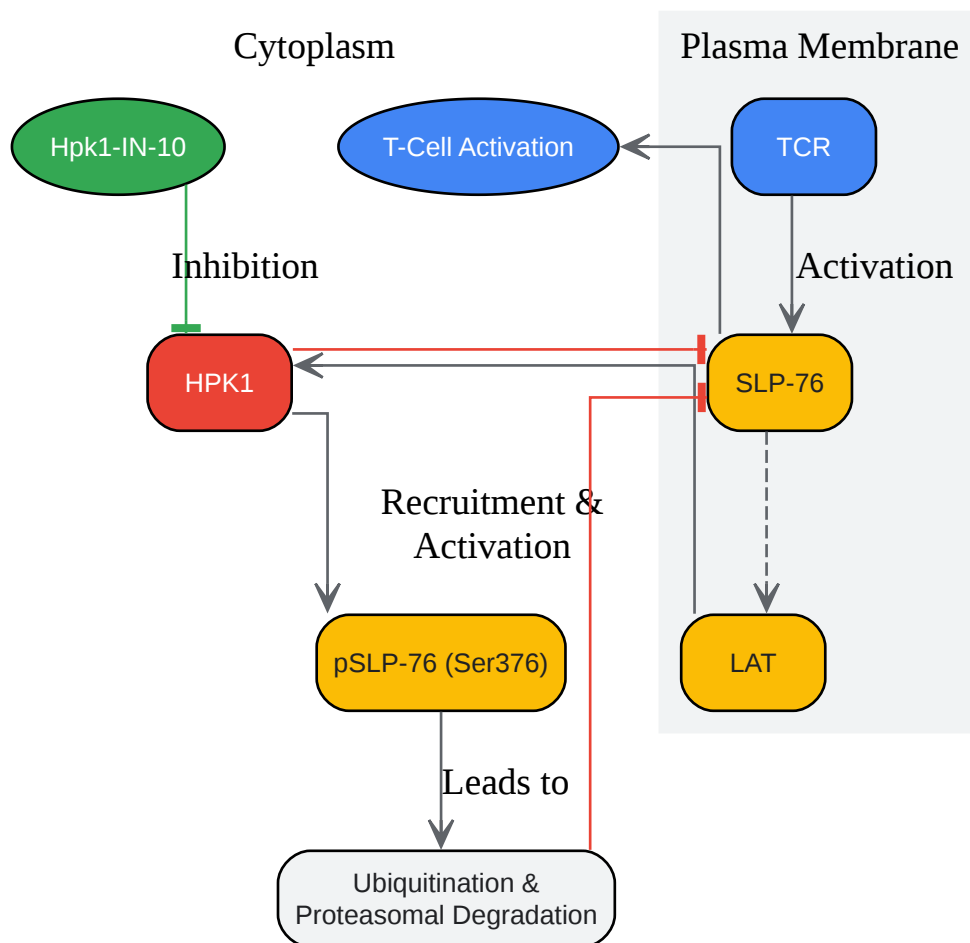 Cytoplasm
Plasma Membrane
Hpk1-IN-10
T-Cell Activation
TCR
Inhibition
Activation
HPK1
SLP-76
Recruitment &
Activation
pSLP-76 (Ser376)
LAT
Leads to
Ubiquitination &
Proteasomal Degradation